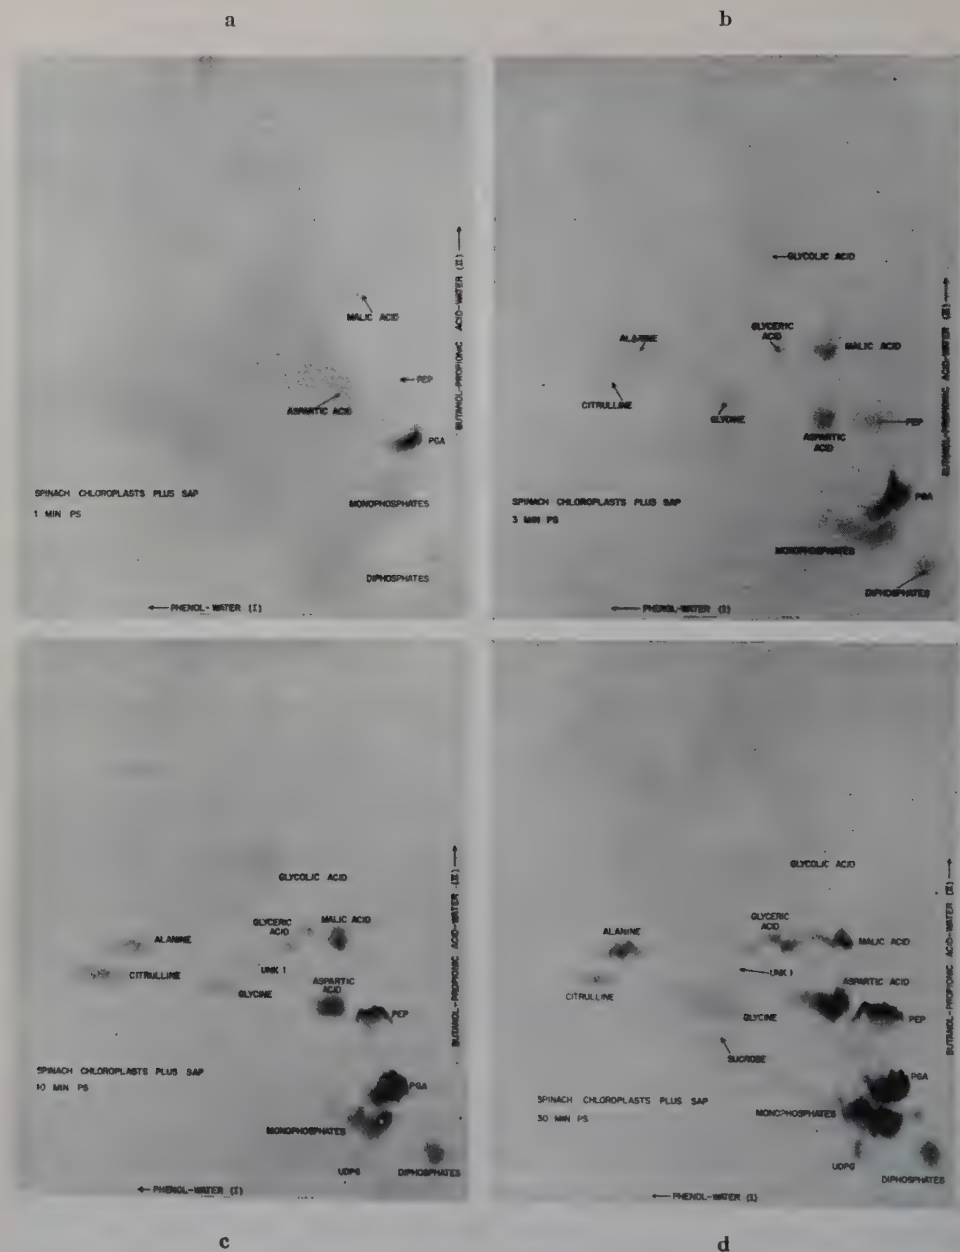 a
b
MALIC ACID
PEP
ASPARTIC ACID
PGA
SPINACH CHLOROPLASTS PLUS SAP
1 MIN PS
MONOPHOSPHATES
DIPHOSPHATES
←PHENOL-WATER (I)
BUTANOL-PROPIONIC ACID-WATER (II)→
←GLYCOLIC ACID
GLYCERIC
ACID
ALANINE
MALIC ACID
CITRULLINE
GLYCINE
PEP
ASPARTIC
ACID
PGA
SPINACH CHLOROPLASTS PLUS SAP
3 MIN PS
MONOPHOSPHATES
DIPHOSPHATES
←PHENOL-WATER (I)
BUTANOL-PROPIONIC ACID-WATER (II)→
GLYCOLIC ACID
GLYCERIC
ACID
MALIC ACID
ALANINE
UNK 1
CITRULLINE
ASPARTIC
ACID
GLYCINE
PEP
SPINACH CHLOROPLASTS PLUS SAP
10 MIN PS
PGA
MONOPHOSPHATES
UDPG
DIPHOSPHATES
←PHENOL-WATER (I)
BUTANOL-PROPIONIC ACID-WATER (II)→
GLYCOLIC ACID
GLYCERIC
ACID
ALANINE
MALIC ACID
UNK 1
ASPARTIC ACID
CITRULLINE
GLYCINE
PEP
SUCROSE
PGA
SPINACH CHLOROPLASTS PLUS SAP
30 MIN PS
MONOPHOSPHATES
UDPG
DIPHOSPHATES
←PHENOL-WATER (I)
BUTANOL-PROPIONIC ACID-WATER (II)→
c
d